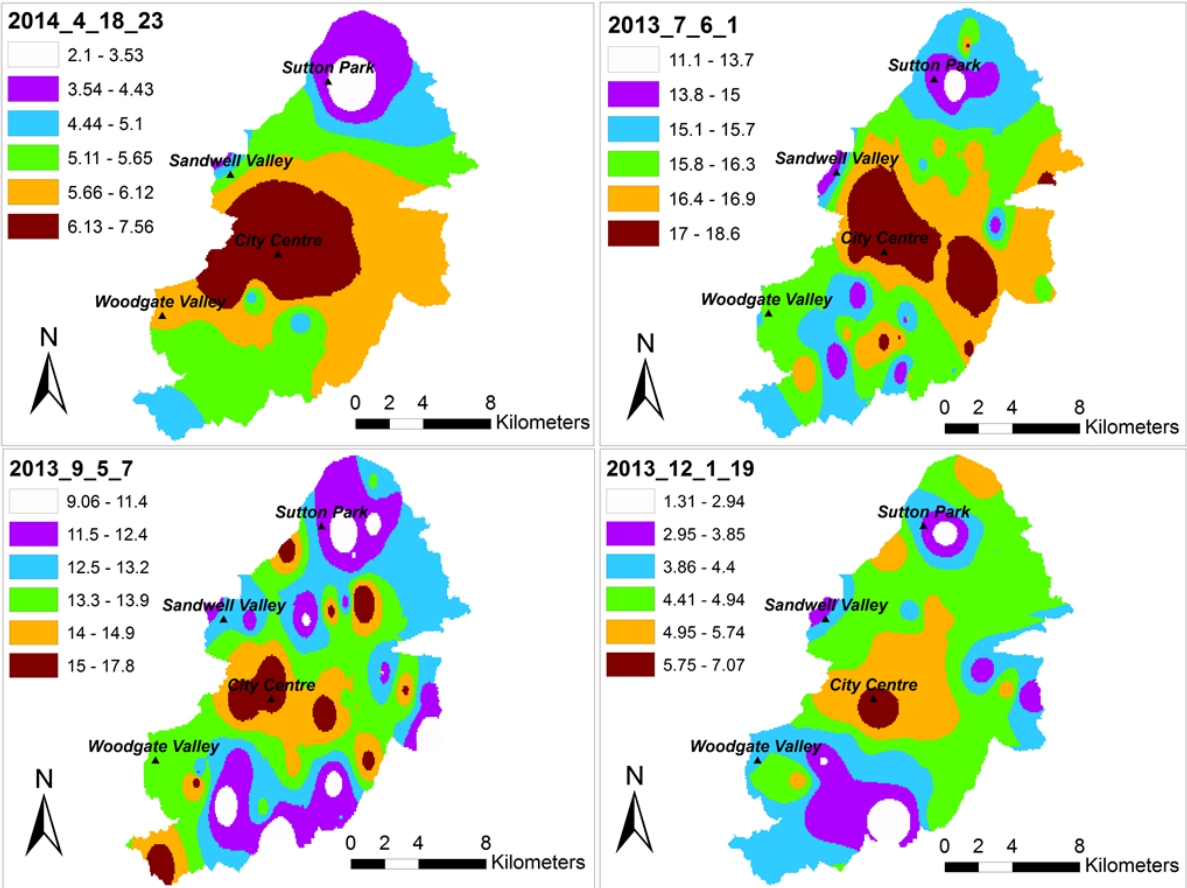 2014_4_18_23
2.1 - 3.53
3.54 - 4.43
4.44 - 5.1
5.11 - 5.65
5.66 - 6.12
6.13 - 7.56
Sutton Park
Sandwell Valley
City Centre
Woodgate Valley
N
0 2 4 8
Kilometers
2013_7_6_1
11.1 - 13.7
13.8 - 15
15.1 - 15.7
15.8 - 16.3
16.4 - 16.9
17 - 18.6
Sutton Park
Sandwell Valley
City Centre
Woodgate Valley
N
0 2 4 8
Kilometers
2013_9_5_7
9.06 - 11.4
11.5 - 12.4
12.5 - 13.2
13.3 - 13.9
14 - 14.9
15 - 17.8
Sutton Park
Sandwell Valley
City Centre
Woodgate Valley
N
0 2 4 8
Kilometers
2013_12_1_19
1.31 - 2.94
2.95 - 3.85
3.86 - 4.4
4.41 - 4.94
4.95 - 5.74
5.75 - 7.07
Sutton Park
Sandwell Valley
City Centre
Woodgate Valley
N
0 2 4 8
Kilometers